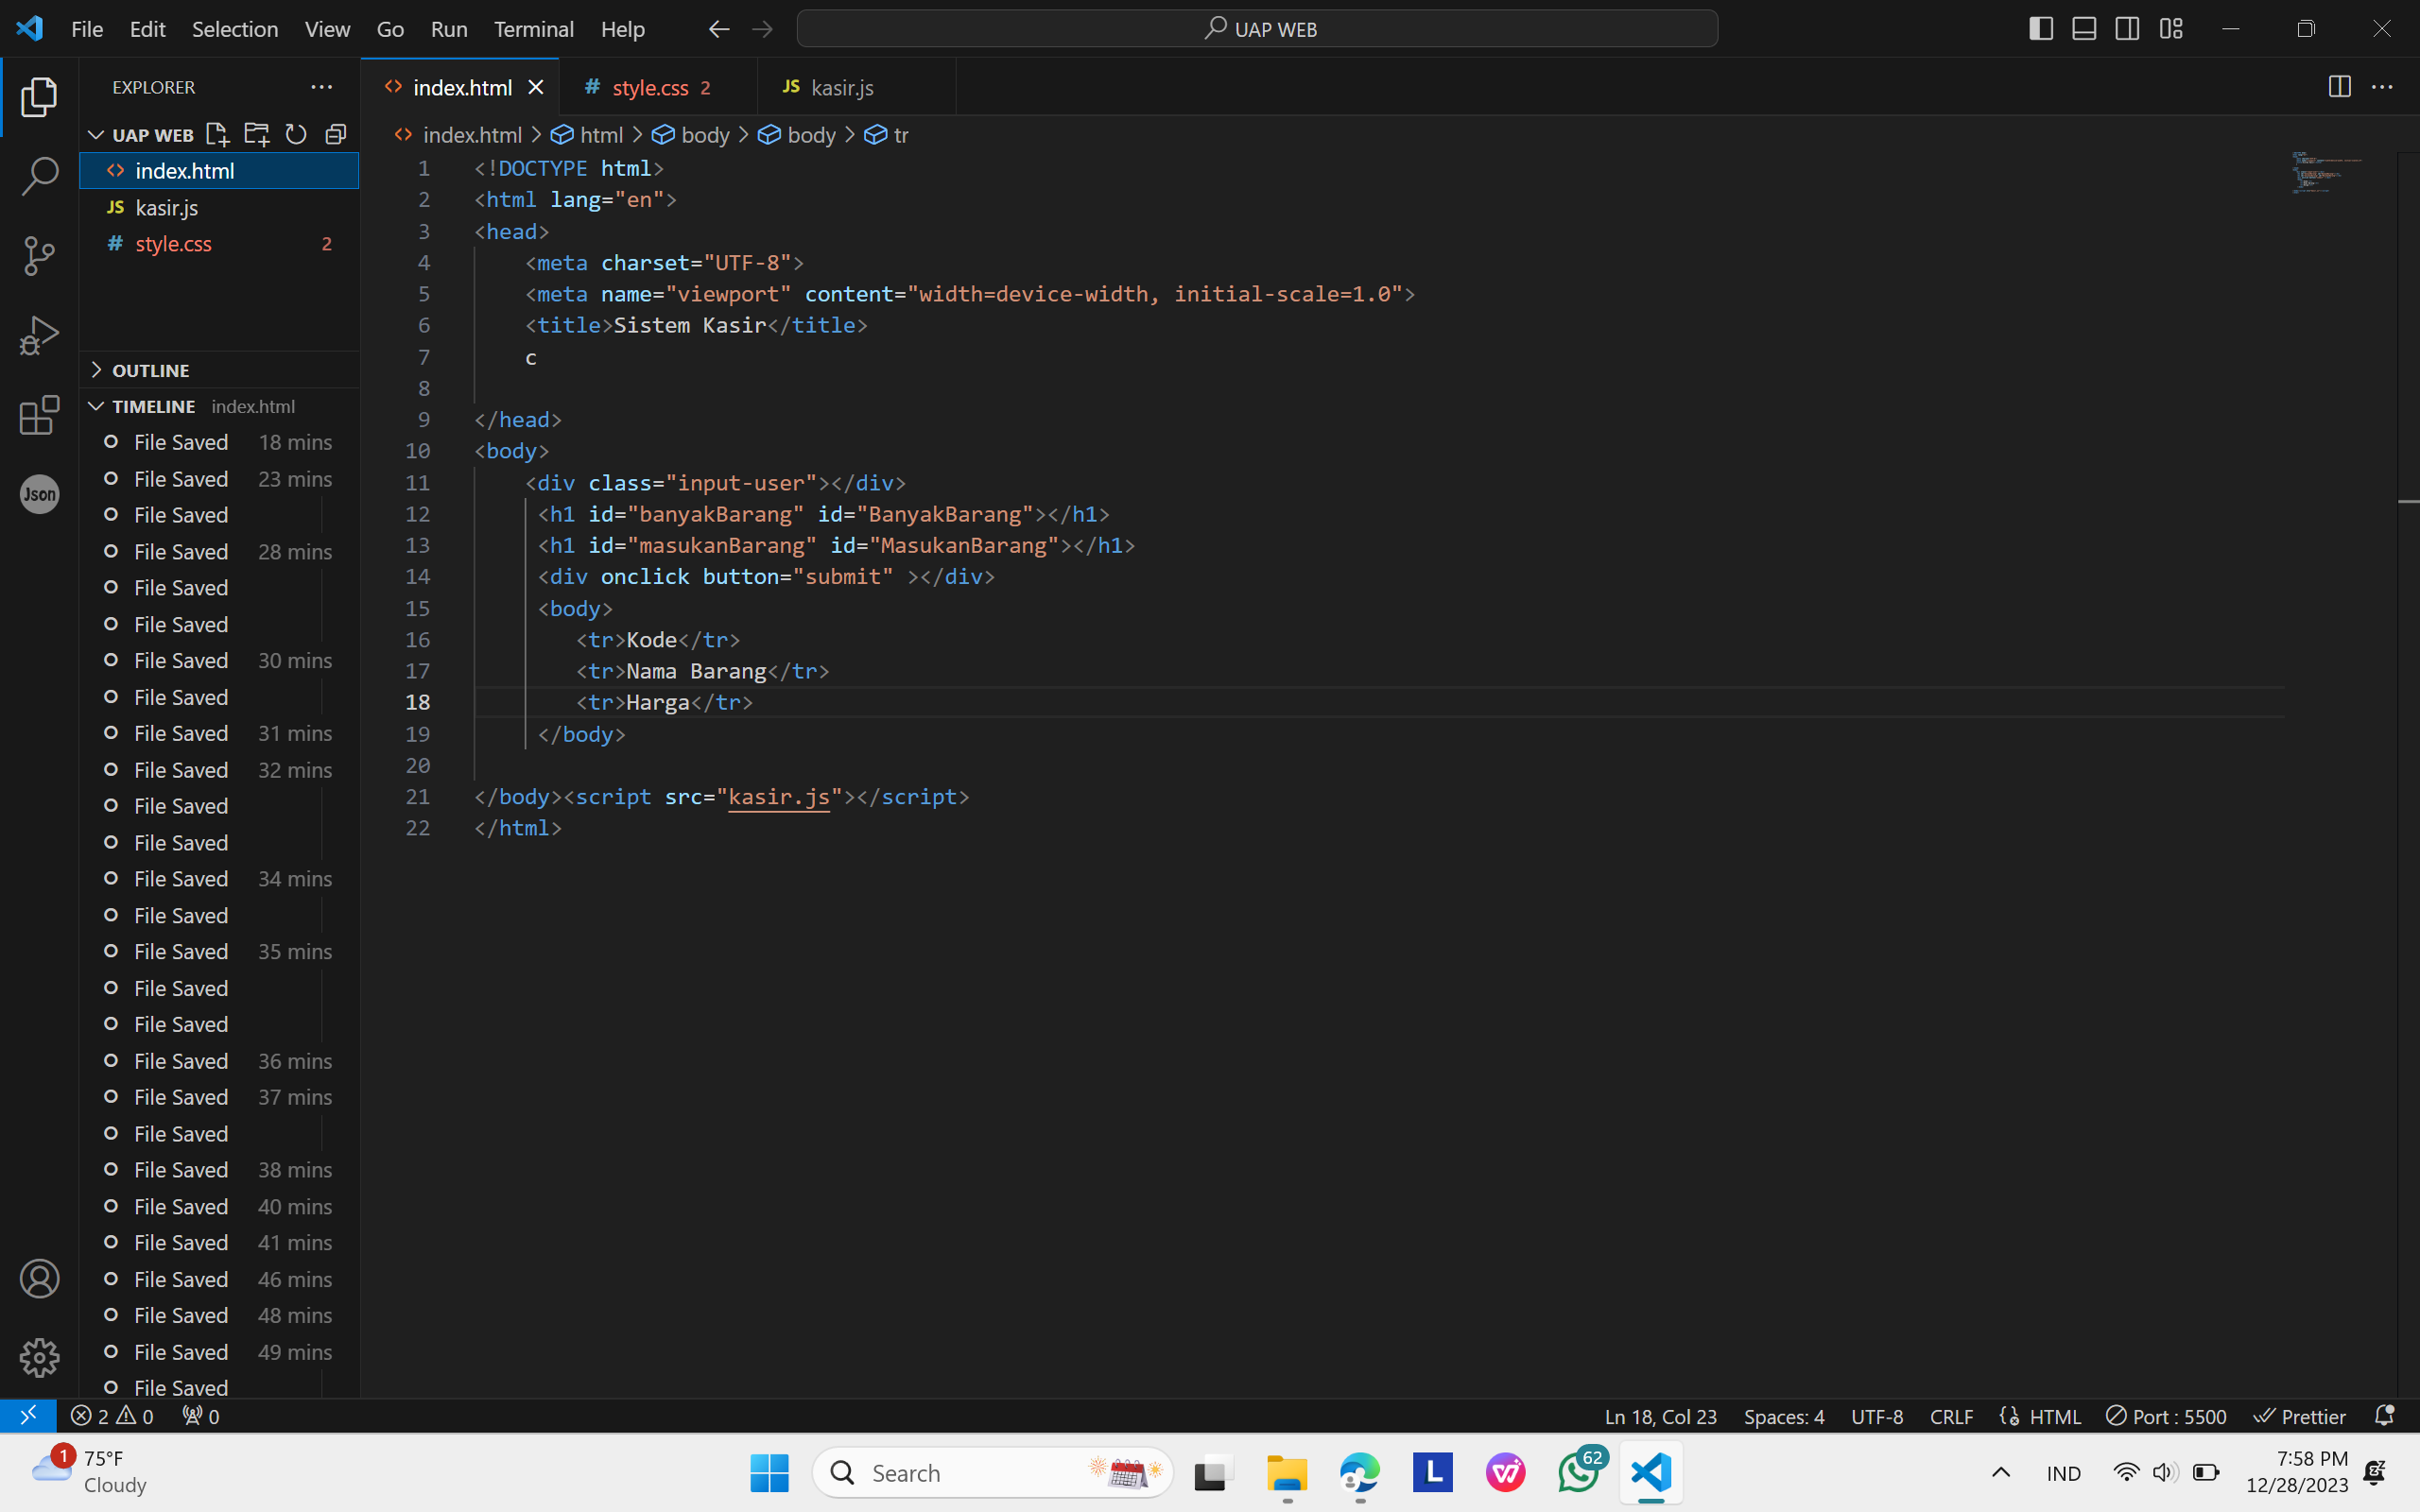 File Edit Selection View Go Run Terminal Help
UAP WEB
EXPLORER
UAP WEB
index.html
JS kasir.js
# style.css 2
OUTLINE
TIMELINE index.html
File Saved 18 mins
File Saved 23 mins
File Saved
File Saved 28 mins
File Saved
File Saved
File Saved 30 mins
File Saved
File Saved 31 mins
File Saved 32 mins
File Saved
File Saved
File Saved 34 mins
File Saved
File Saved 35 mins
File Saved
File Saved
File Saved 36 mins
File Saved 37 mins
File Saved
File Saved 38 mins
File Saved 40 mins
File Saved 41 mins
File Saved 46 mins
File Saved 48 mins
File Saved 49 mins
File Saved
Json
index.html # style.css 2 JS kasir.js
index.html > html > body > body > tr
1 <!DOCTYPE html>
2 <html lang="en">
3 <head>
4 <meta charset="UTF-8">
5 <meta name="viewport" content="width=device-width, initial-scale=1.0">
6 <title>Sistem Kasir</title>
7 c
8
9 </head>
10 <body>
11 <div class="input-user"></div>
12 <h1 id="banyakBarang" id="BanyakBarang"></h1>
13 <h1 id="masukanBarang" id="MasukanBarang"></h1>
14 <div onclick button="submit" ></div>
15 <body>
16 <tr>Kode</tr>
17 <tr>Nama Barang</tr>
18 <tr>Harga</tr>
19 </body>
20
21 </body><script src="kasir.js"></script>
22 </html>
2 0 0
Ln 18, Col 23 Spaces: 4 UTF-8 CRLF {} HTML Port : 5500 Prettier
1 75°F
Cloudy
Search
L
62
IND
7:58 PM
12/28/2023